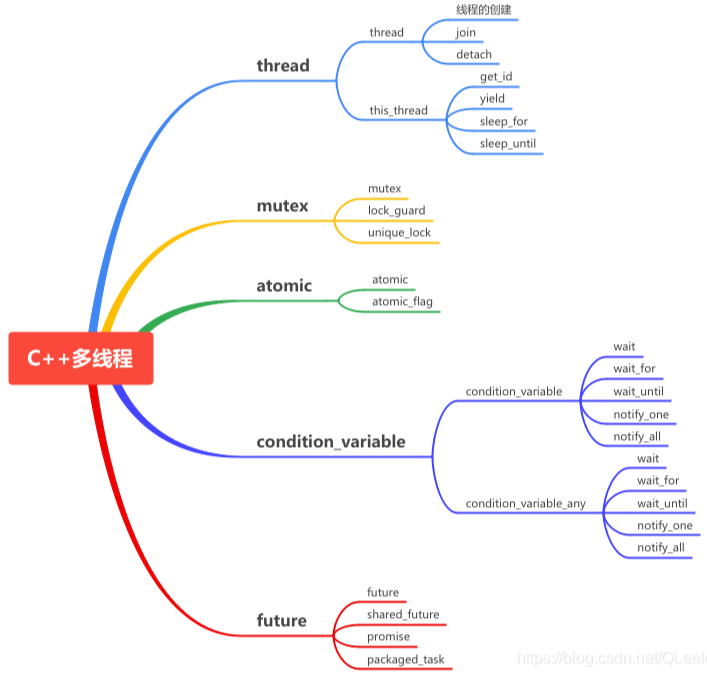 C++多线程
thread
thread
线程的创建
join
detach
this_thread
get_id
yield
sleep_for
sleep_until
mutex
mutex
lock_guard
unique_lock
atomic
atomic
atomic_flag
condition_variable
condition_variable
wait
wait_for
wait_until
notify_one
notify_all
condition_variable_any
wait
wait_for
wait_until
notify_one
notify_all
future
future
shared_future
promise
packaged_task
https://blog.csdn.net/QLeelq